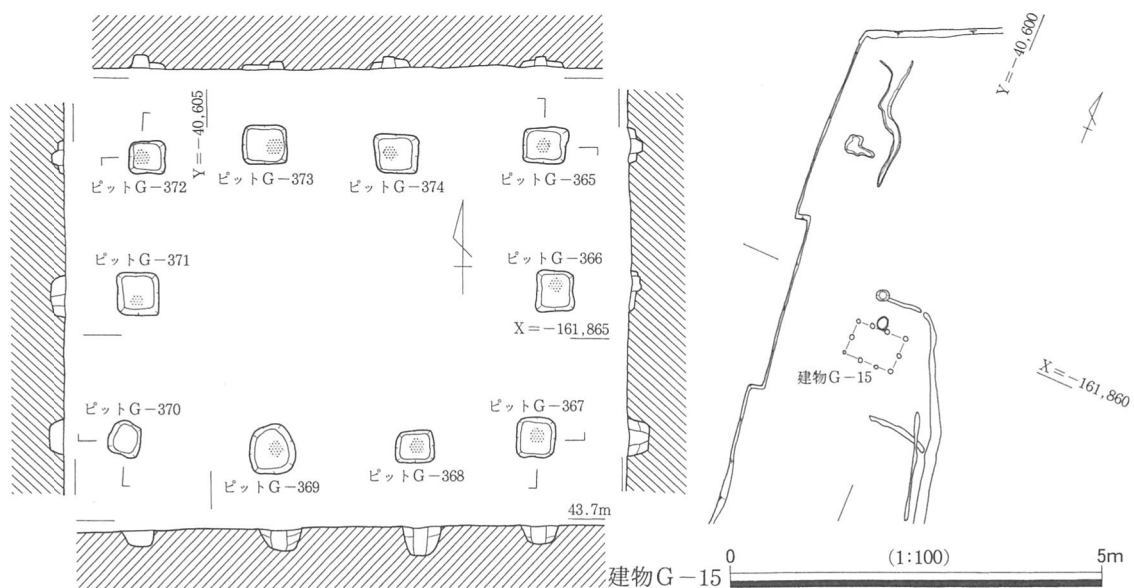 Y=-40,605
ピットG-372
ピットG-373
ピットG-374
ピットG-365
ピットG-371
ピットG-366
X=-161,865
ピットG-370
ピットG-367
ピットG-369
ピットG-368
43.7m
Y=-40,600
建物G-15
X=-161,860
建物G-15
0 (1:100) 5m